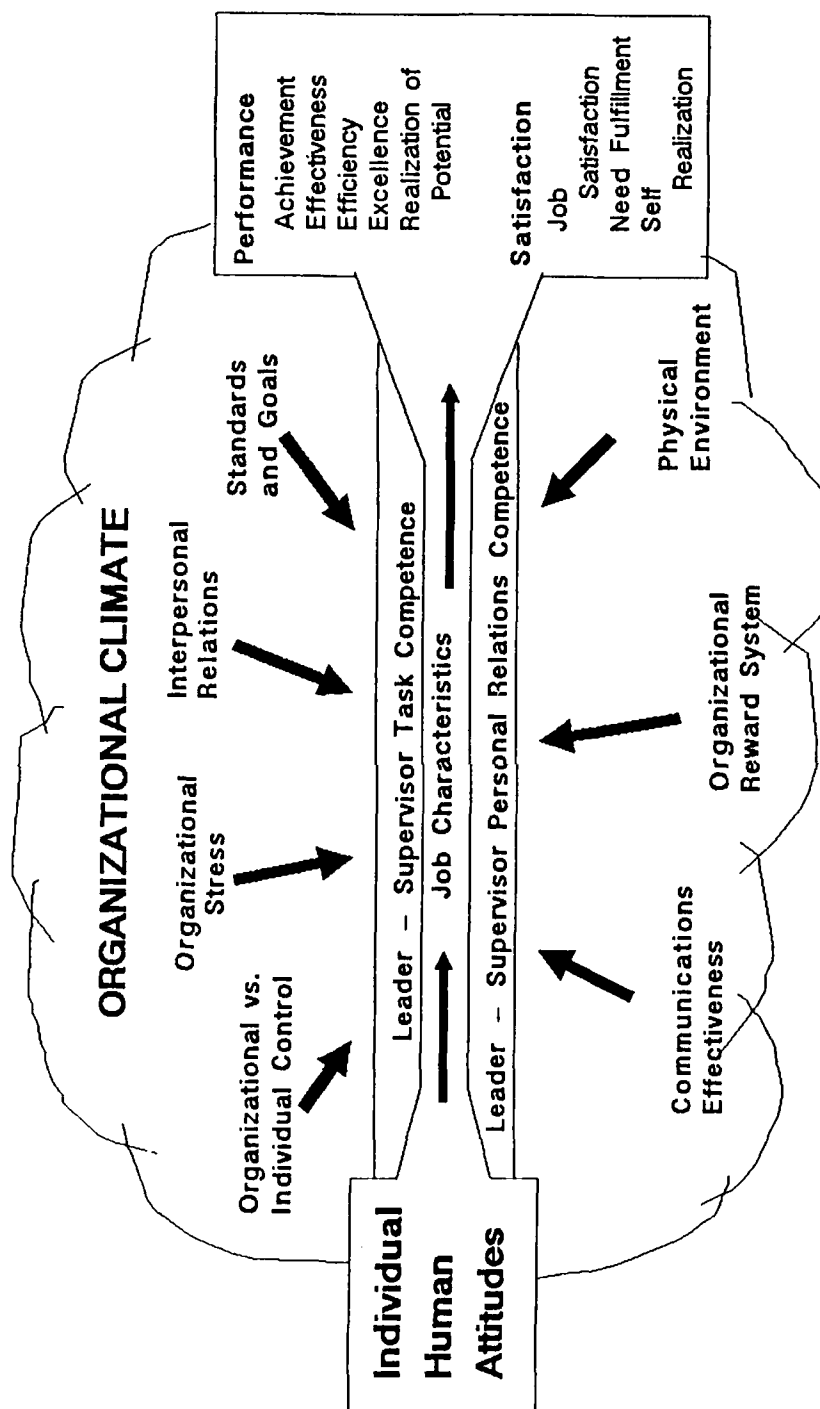 ORGANIZATIONAL CLIMATE
Organizational vs.
Individual Control
Organizational
Stress
Interpersonal
Relations
Standards
and Goals
Individual
Human
Attitudes
Leader – Supervisor Task Competence
Job Characteristics
Leader – Supervisor Personal Relations Competence
Communications
Effectiveness
Organizational
Reward System
Physical
Environment
Performance
Achievement
Effectiveness
Efficiency
Excellence
Realization of
Potential
Satisfaction
Job
Satisfaction
Need Fulfillment
Self
Realization